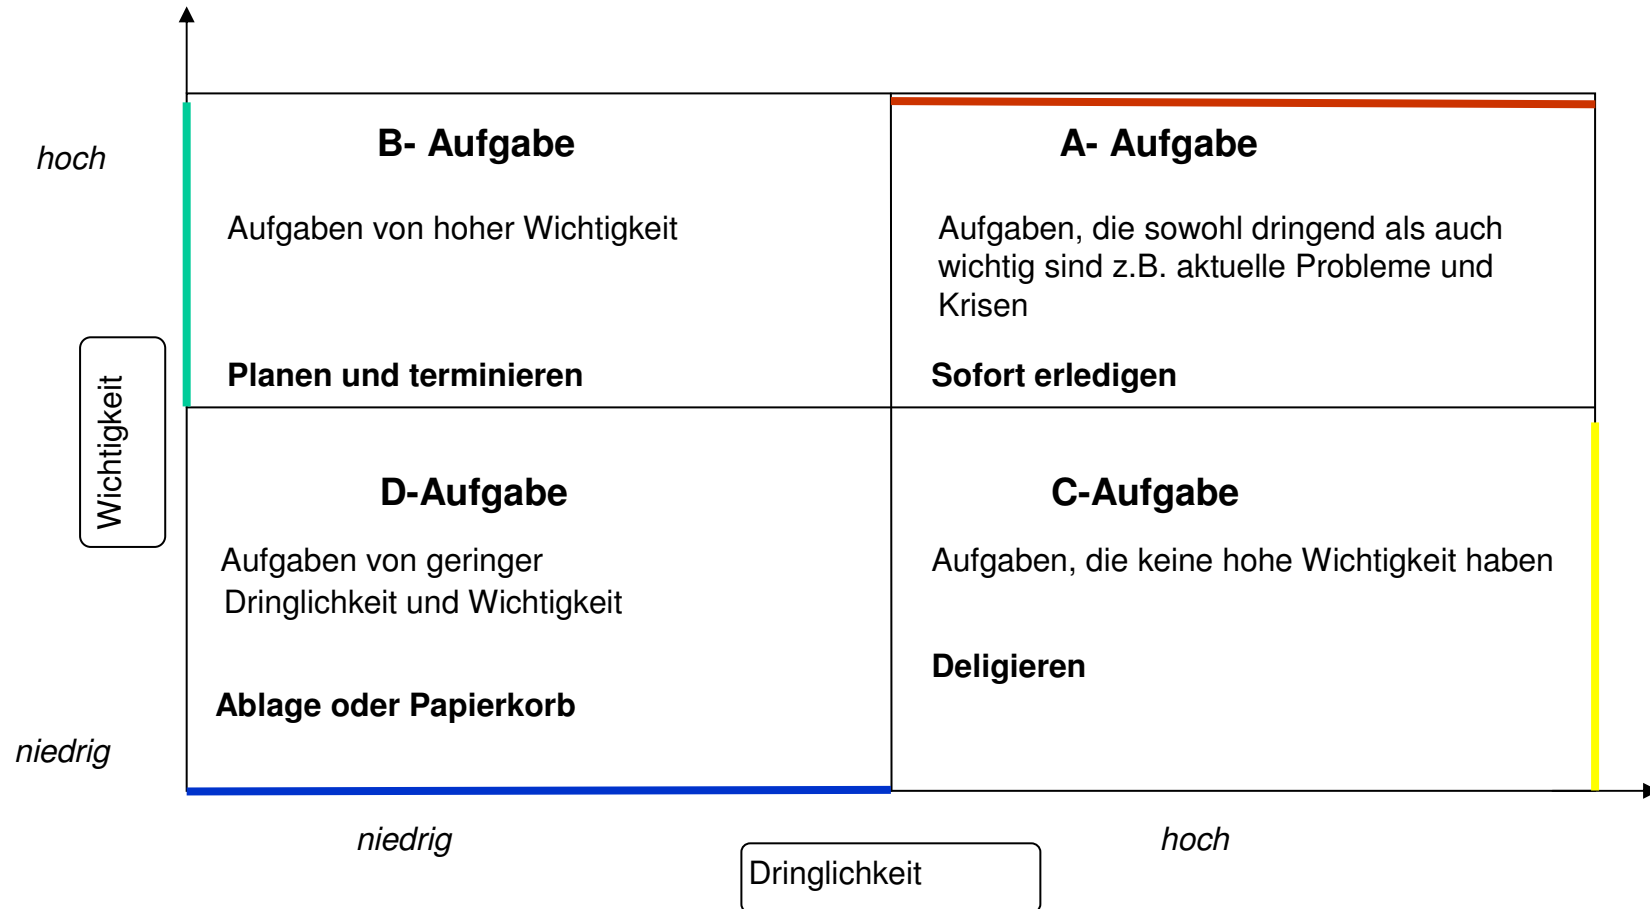 hoch
B- Aufgabe
Aufgaben von hoher Wichtigkeit
Planen und terminieren
A- Aufgabe
Aufgaben, die sowohl dringend als auch
wichtig sind z.B. aktuelle Probleme und
Krisen
Sofort erledigen
Wichtigkeit
D-Aufgabe
Aufgaben von geringer
Dringlichkeit und Wichtigkeit
Ablage oder Papierkorb
C-Aufgabe
Aufgaben, die keine hohe Wichtigkeit haben
Deligieren
niedrig
niedrig
hoch
Dringlichkeit